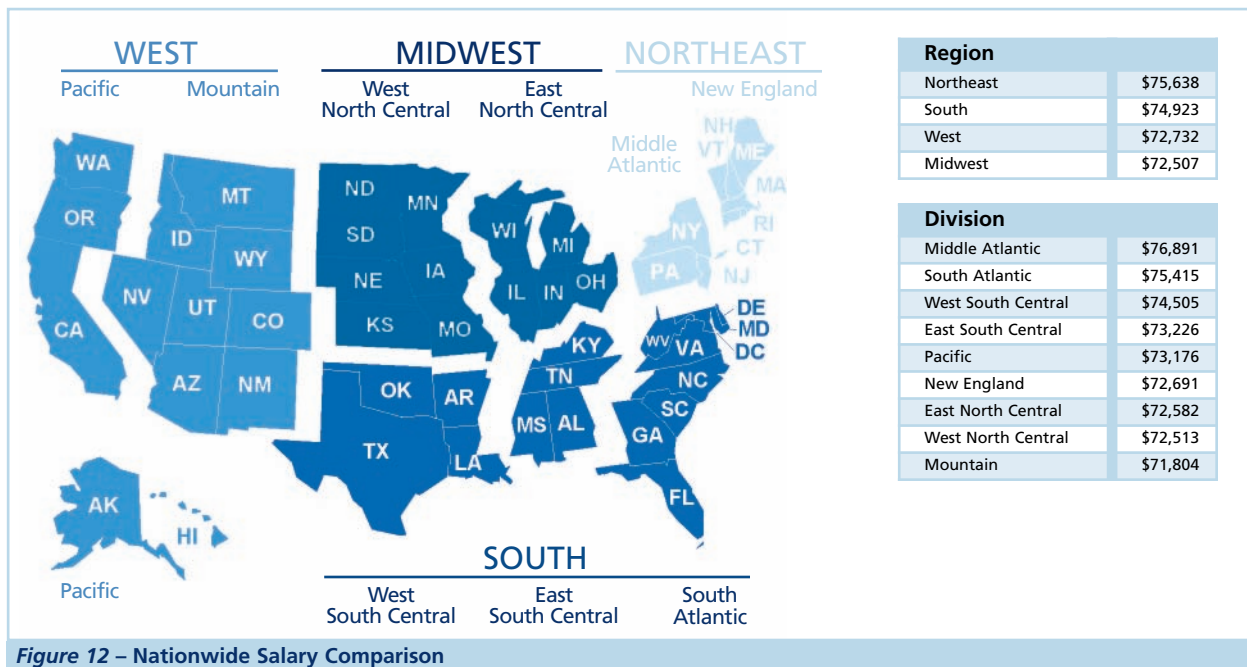 WEST
Pacific Mountain
MIDWEST
West
North Central
East
North Central
NORTHEAST
New England
Middle
Atlantic
WA
OR
CA
MT
ID
WY
NV
UT
CO
AZ
NM
AK
HI
Pacific
ND
MN
SD
NE
IA
KS
MO
WI
MI
IL
IN
OH
NH
VT
ME
MA
RI
CT
NY
PA
NJ
DE
MD
DC
WV
VA
KY
TN
NC
SC
OK
AR
MS
AL
GA
TX
LA
FL
SOUTH
West
South Central
East
South Central
South
Atlantic
Region
Northeast $75,638
South $74,923
West $72,732
Midwest $72,507
Division
Middle Atlantic $76,891
South Atlantic $75,415
West South Central $74,505
East South Central $73,226
Pacific $73,176
New England $72,691
East North Central $72,582
West North Central $72,513
Mountain $71,804
Figure 12 – Nationwide Salary Comparison